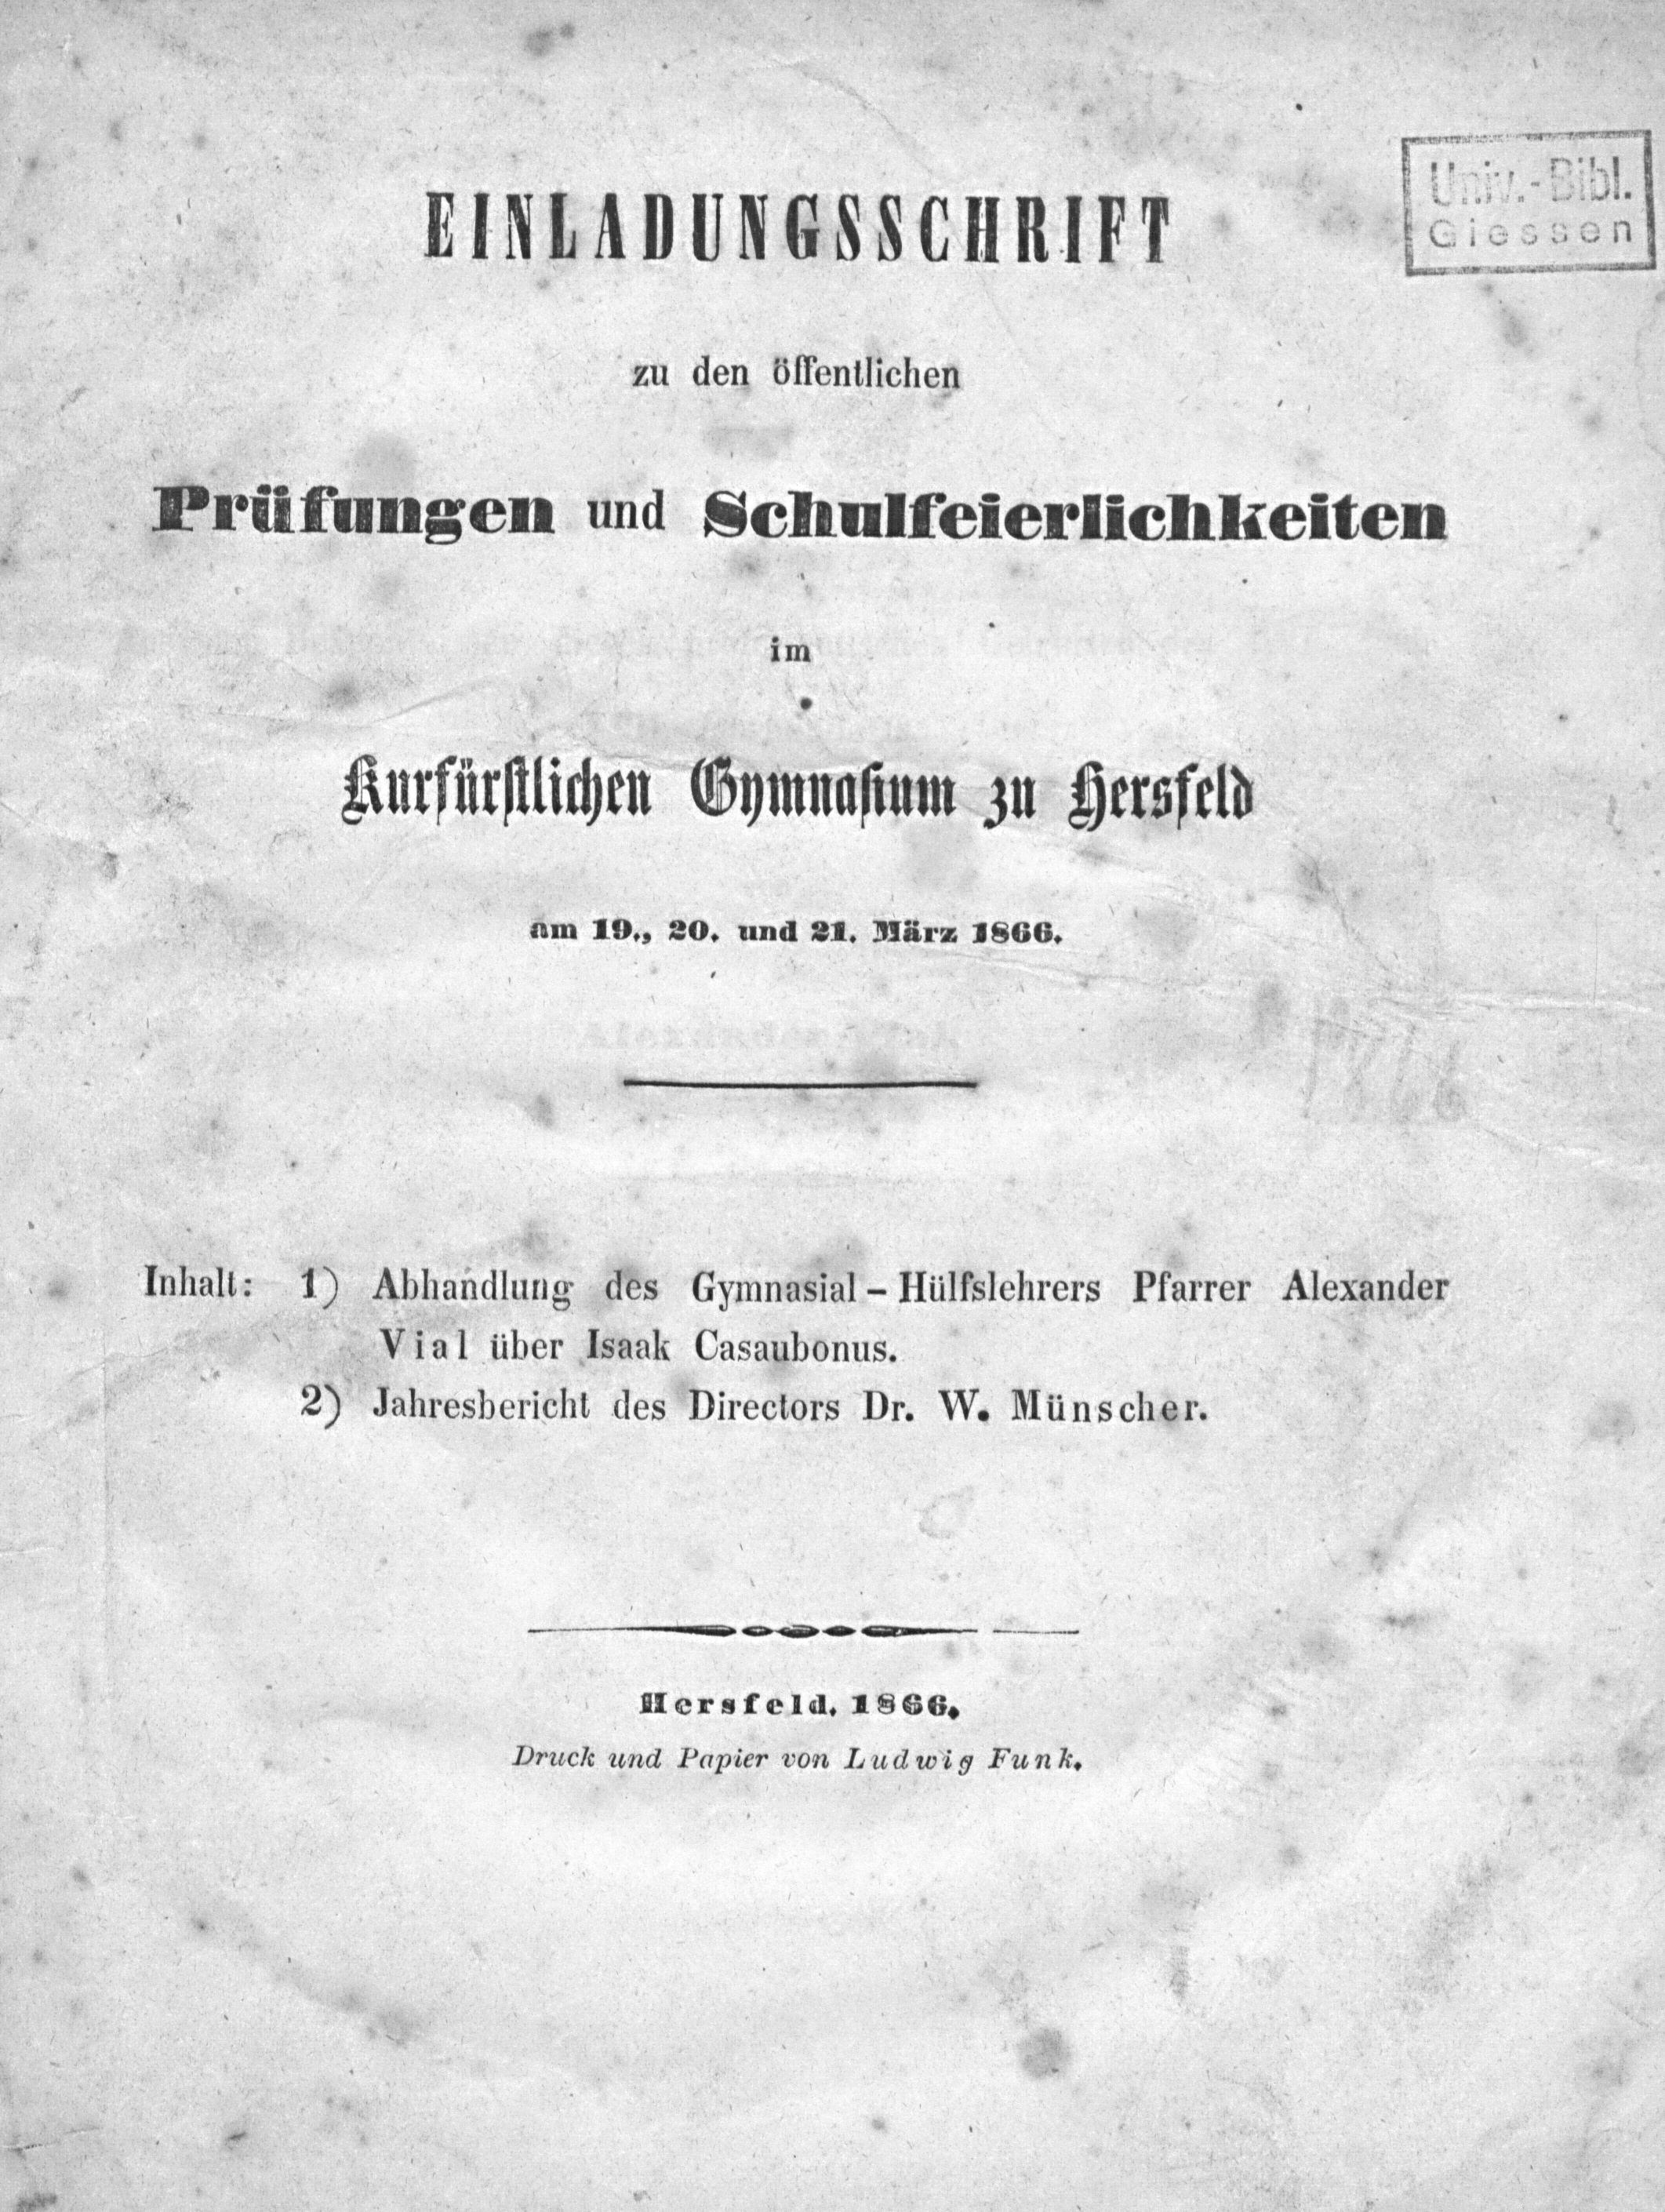 Univ.-Bibl.
Giessen
EINLADUNGSSCHRIFT
zu den öffentlichen
Prüfungen und Schulfeierlichkeiten
im
Kurfürstlichen Gymnasium zu Hersfeld
am 19., 20. und 21. März 1866.
1866
Inhalt: 1) Abhandlung des Gymnasial-Hülfslehrers Pfarrer Alexander
Vial über Isaak Casaubonus.
2) Jahresbericht des Directors Dr. W. Münscher.
Hersfeld, 1866.
Druck und Papier von Ludwig Funk.